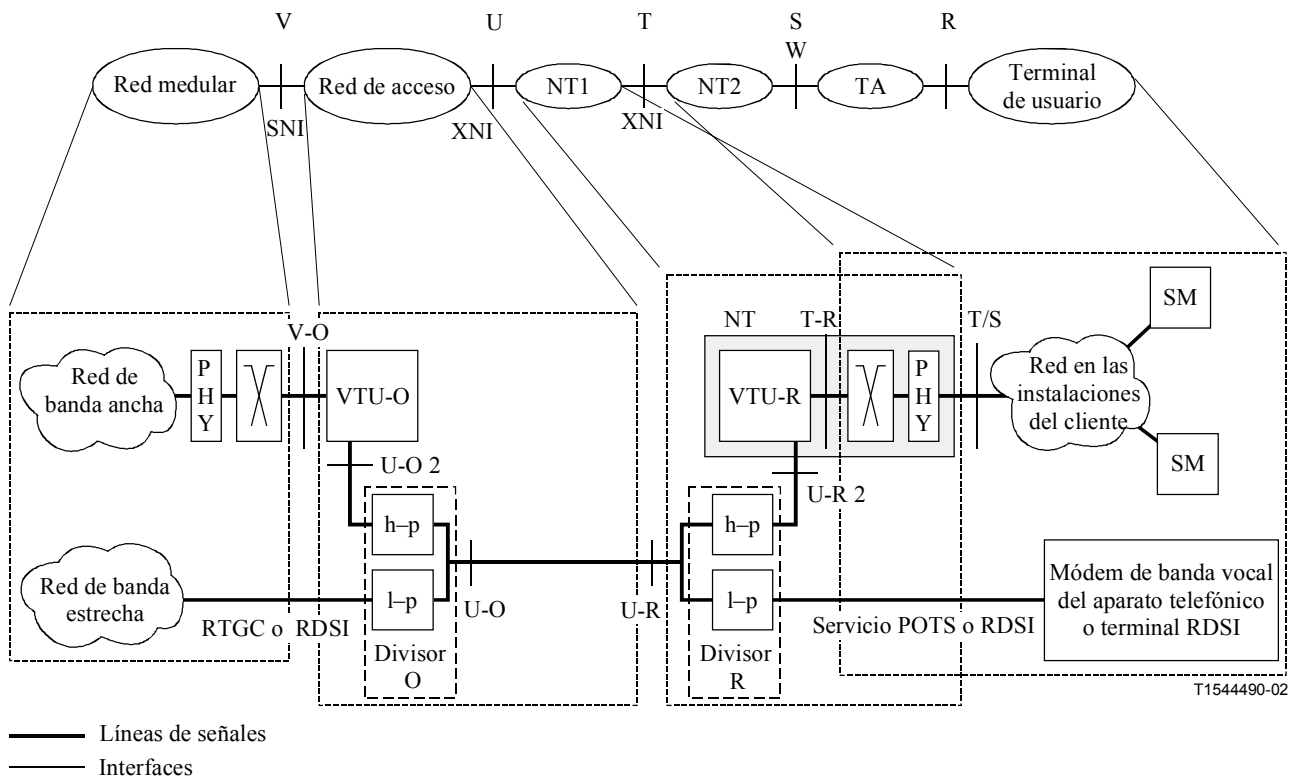 V
U
T
S
W
R
Red medular
Red de acceso
NT1
NT2
TA
Terminal
de usuario
SNI
XNI
XNI
V-O
NT
T-R
T/S
SM
Red de
banda ancha
P
H
Y
VTU-O
VTU-R
P
H
Y
Red en las
instalaciones
del cliente
SM
U-O 2
U-R 2
h–p
h–p
Red de banda
estrecha
l–p
l–p
U-O
U-R
RTGC o RDSI
Servicio POTS o RDSI
Módem de banda vocal
del aparato telefónico
o terminal RDSI
Divisor
O
Divisor
R
T1544490-02
Líneas de señales
Interfaces